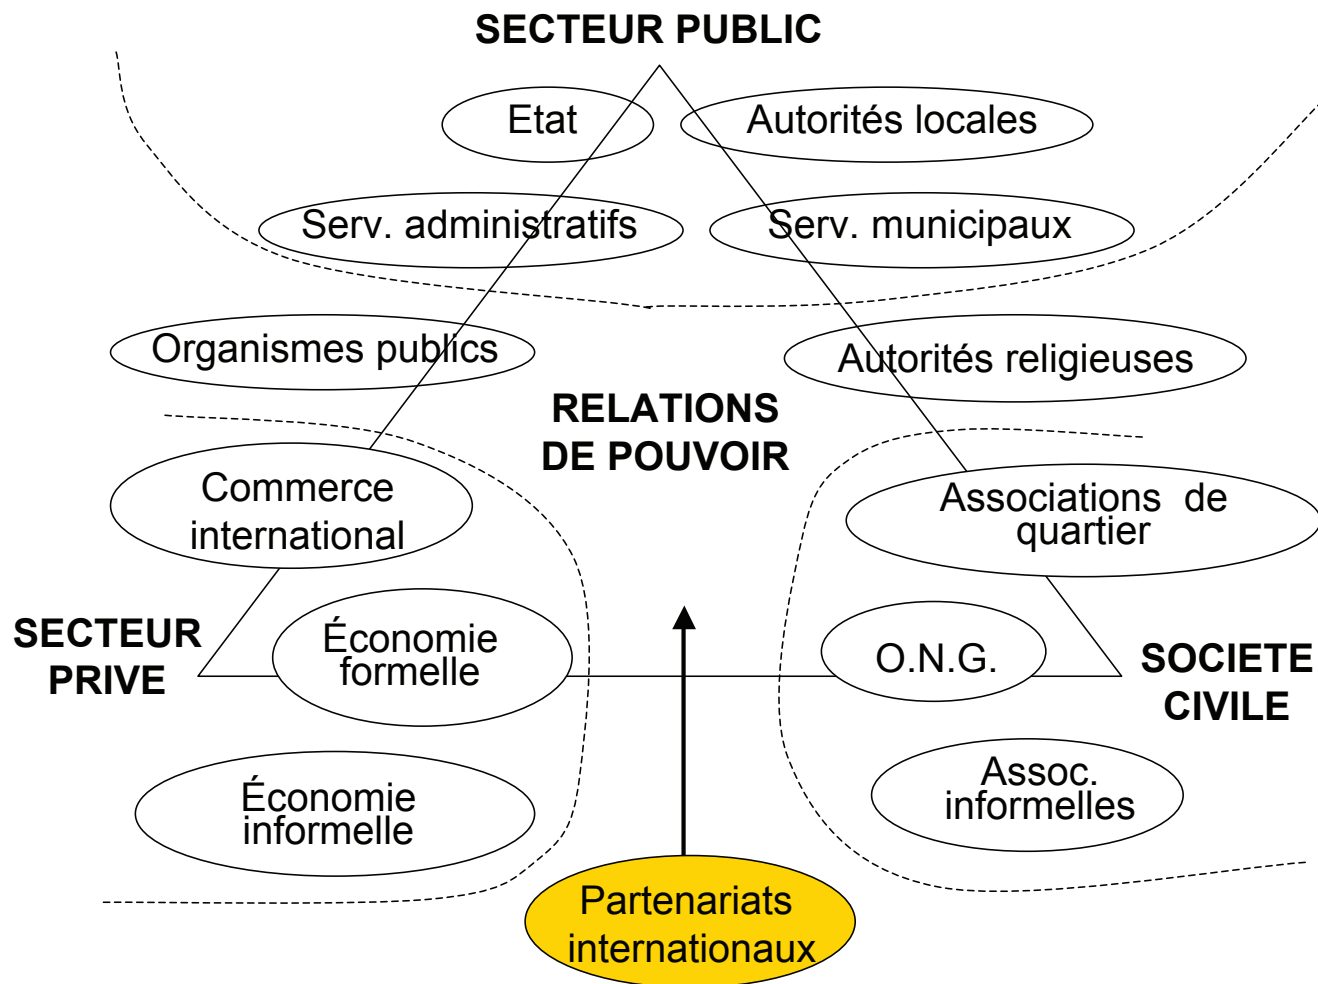 SECTEUR PUBLIC
Etat
Autorités locales
Serv. administratifs
Serv. municipaux
Organismes publics
Autorités religieuses
RELATIONS
DE POUVOIR
Commerce
international
Associations de
quartier
SECTEUR
PRIVE
Économie
formelle
O.N.G.
SOCIETE
CIVILE
Économie
informelle
Assoc.
informelles
Partenariats
internationaux